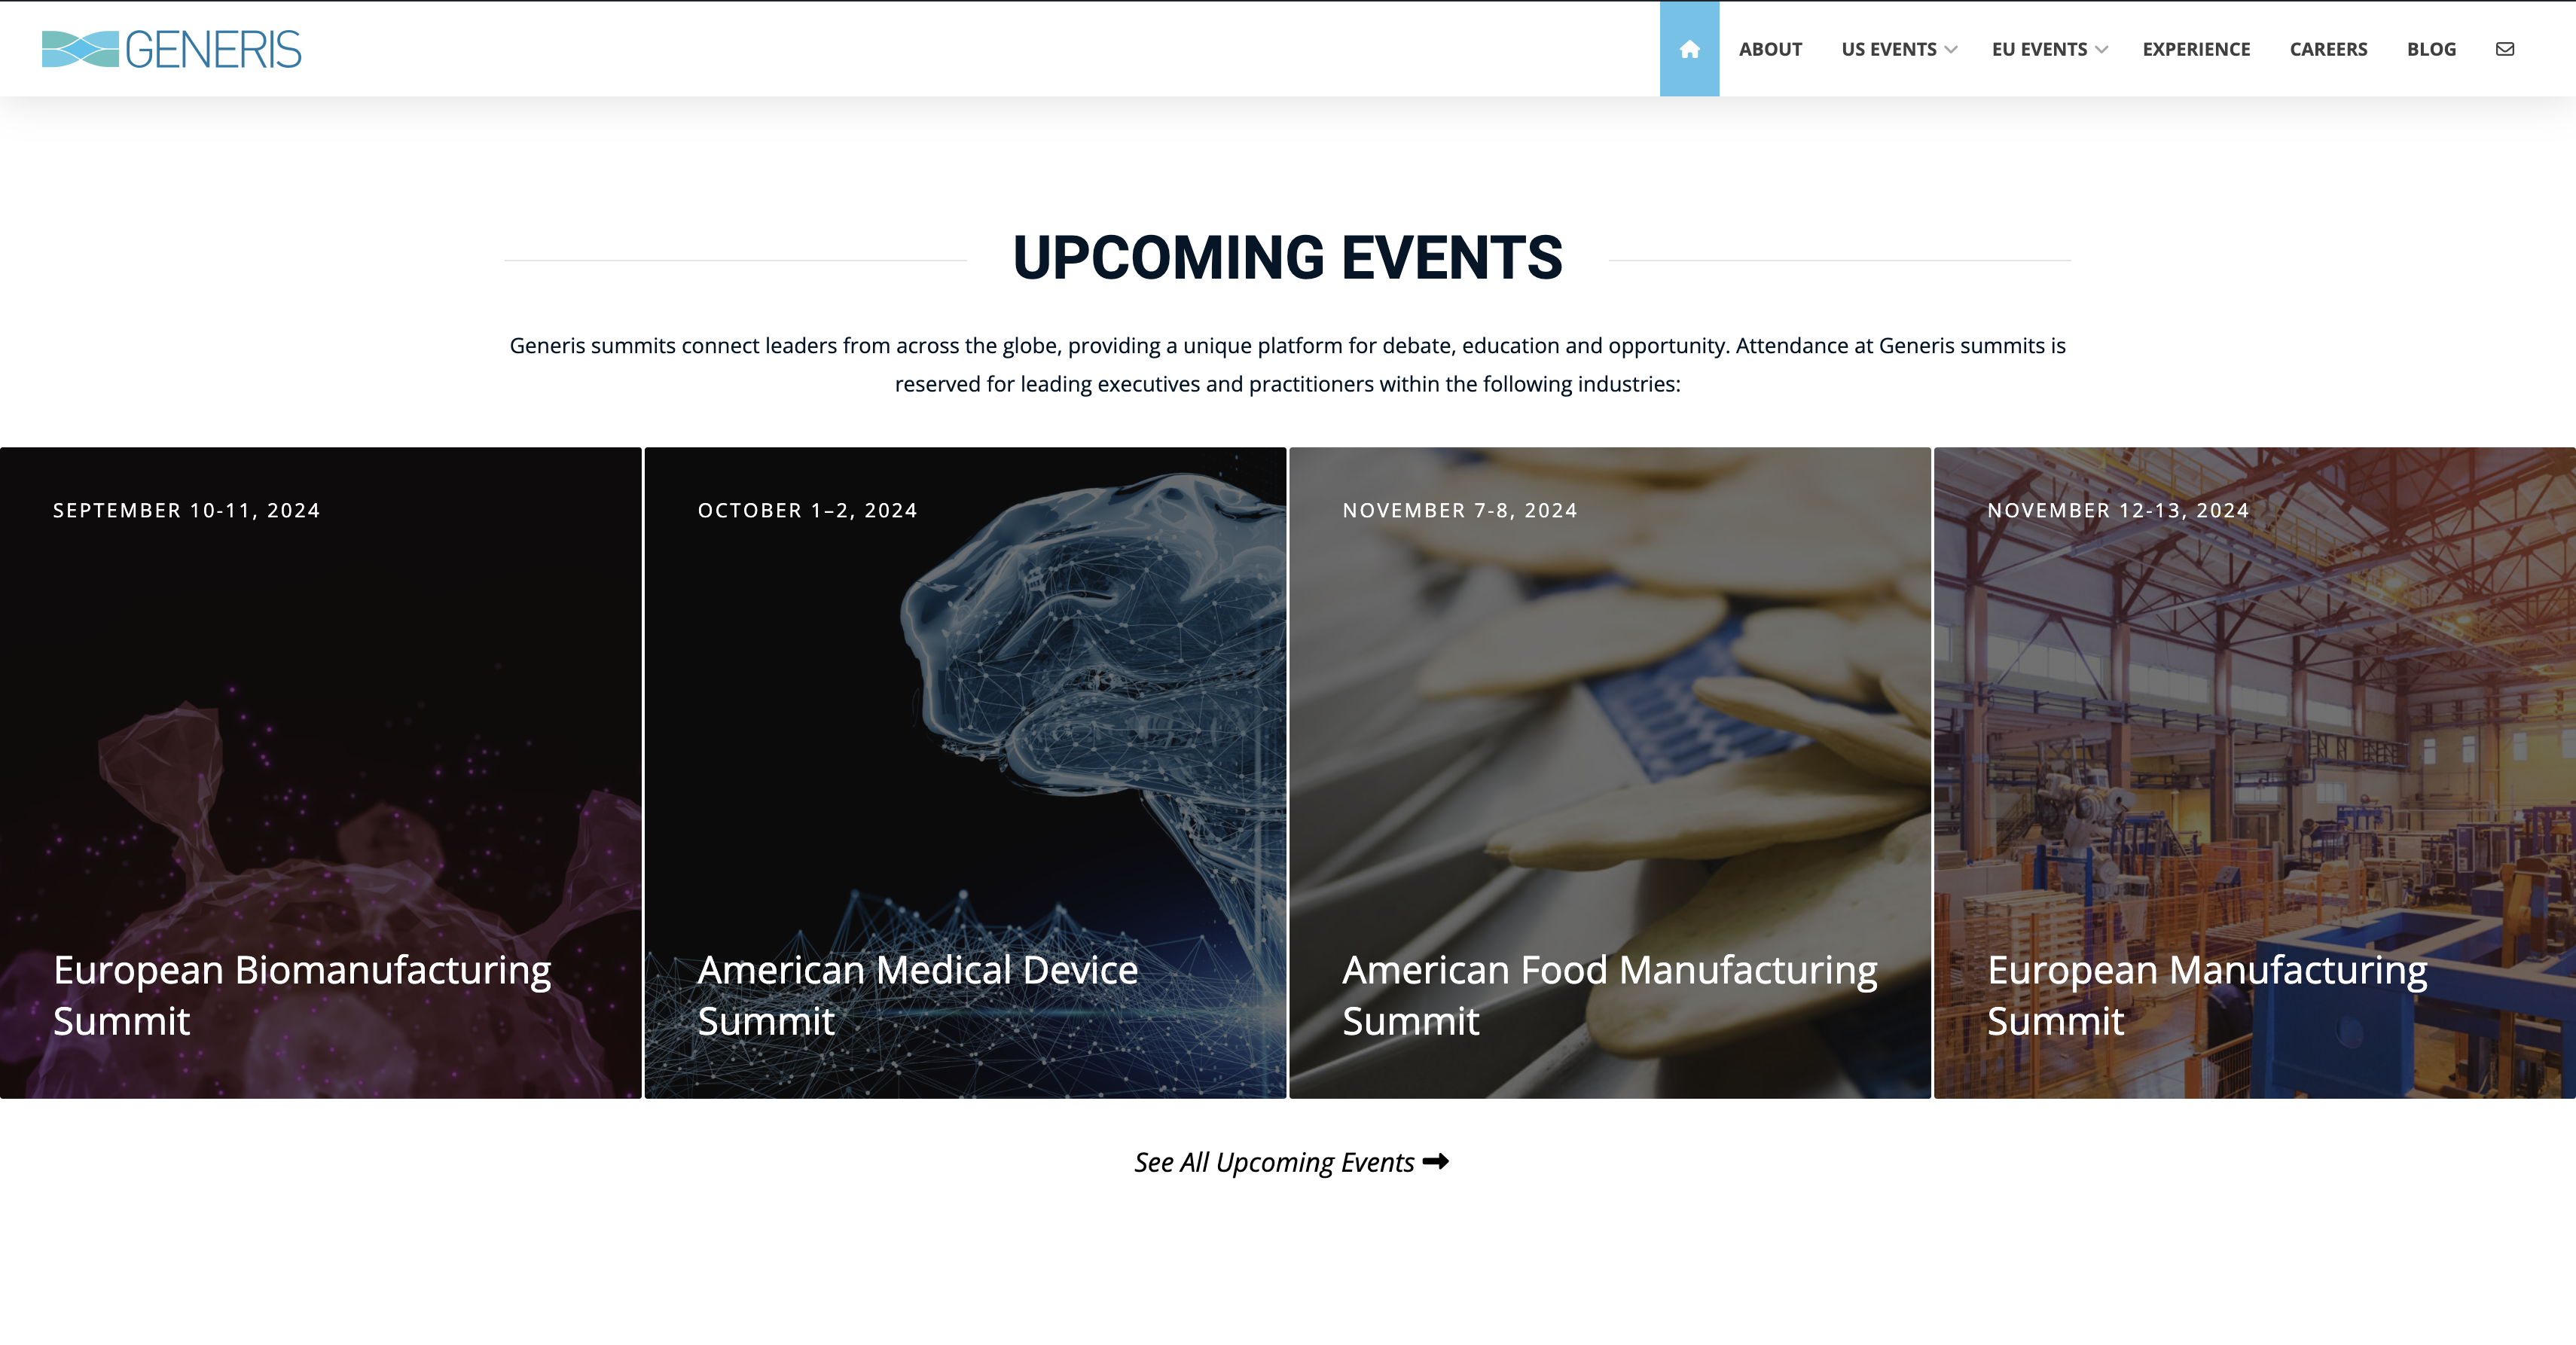 GENERIS
ABOUT
US EVENTS
EU EVENTS
EXPERIENCE
CAREERS
BLOG
UPCOMING EVENTS
Generis summits connect leaders from across the globe, providing a unique platform for debate, education and opportunity. Attendance at Generis summits is
reserved for leading executives and practitioners within the following industries:
SEPTEMBER 10-11, 2024
European Biomanufacturing
Summit
OCTOBER 1–2, 2024
American Medical Device
Summit
NOVEMBER 7-8, 2024
American Food Manufacturing
Summit
NOVEMBER 12-13, 2024
European Manufacturing
Summit
See All Upcoming Events